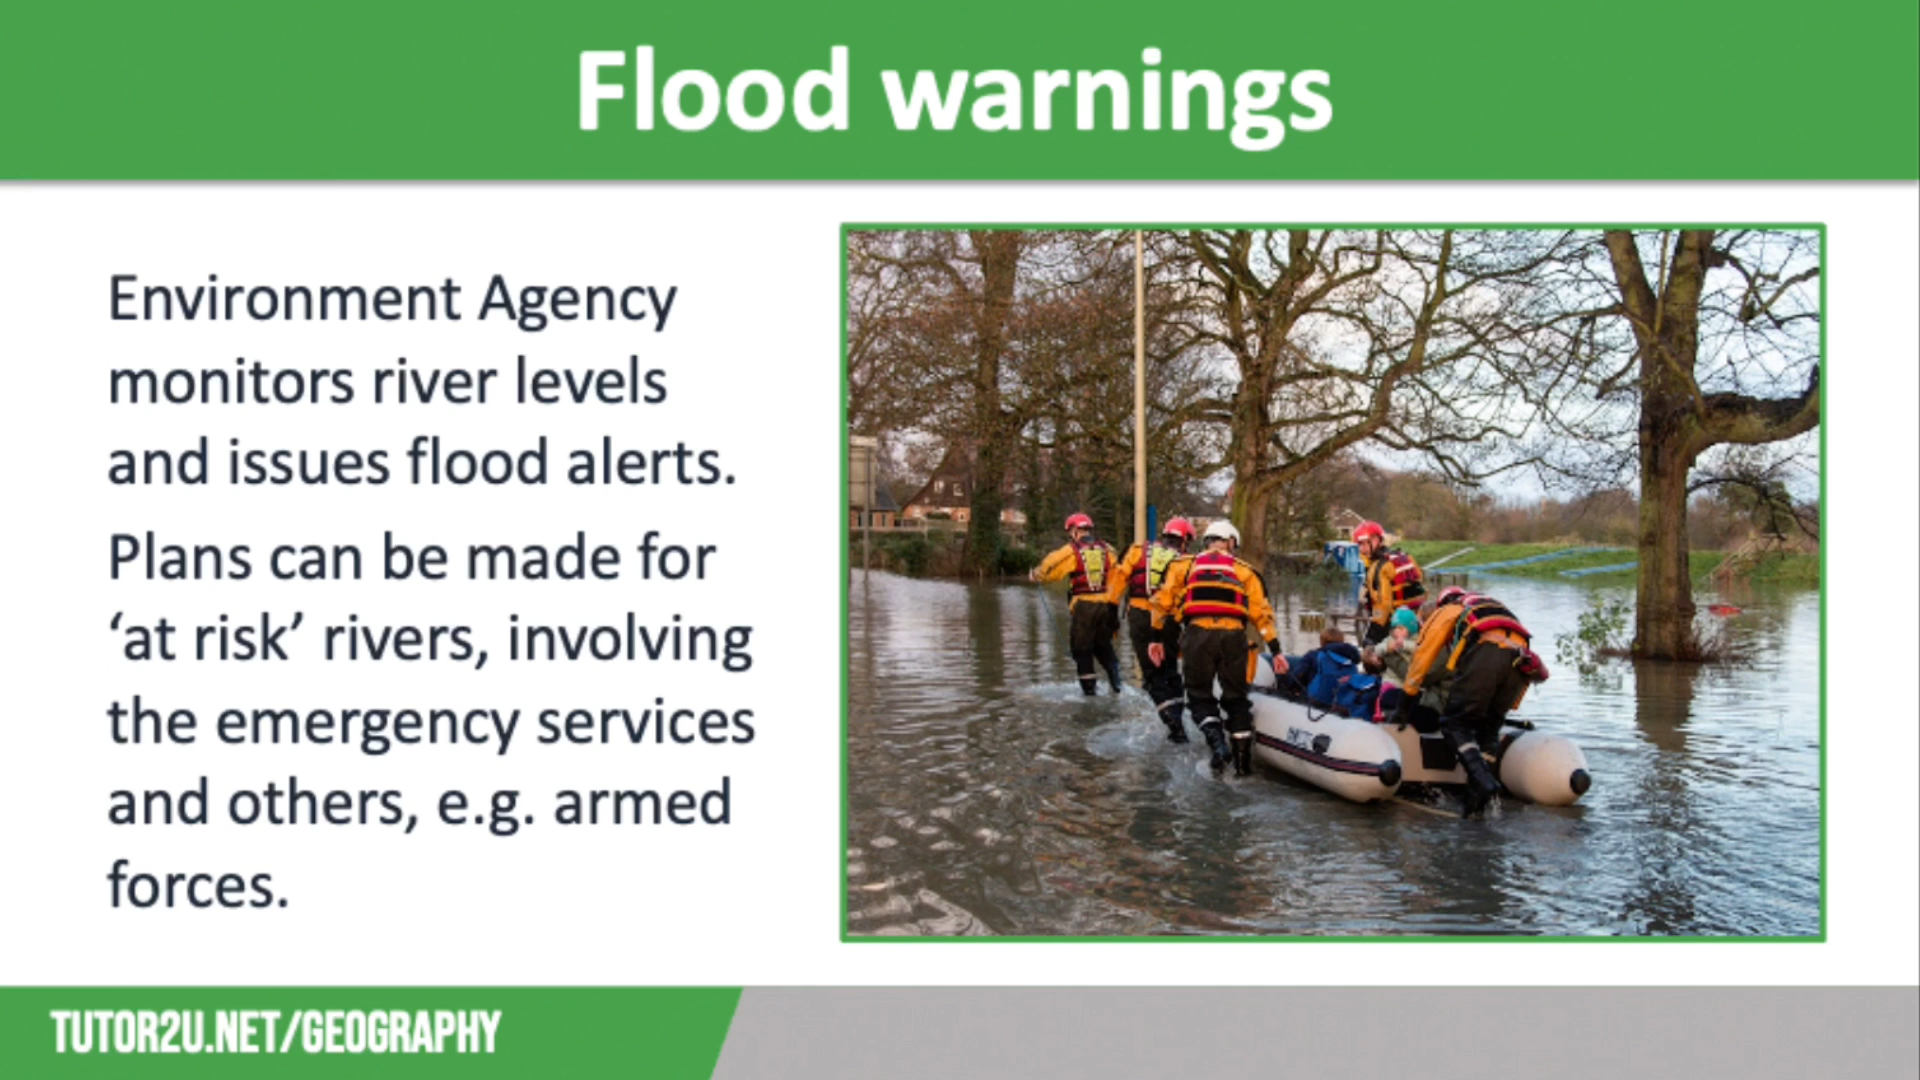 Flood warnings
Environment Agency
monitors river levels
and issues flood alerts.
Plans can be made for
‘at risk’ rivers, involving
the emergency services
and others, e.g. armed
forces.
TUTOR2U.NET/GEOGRAPHY